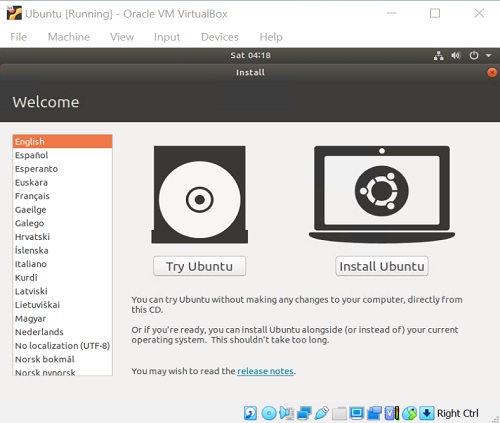 Ubuntu [Running] - Oracle VM VirtualBox
File Machine View Input Devices Help
Sat 04:18
Install
Welcome
English
Español
Esperanto
Euskara
Français
Gaeilge
Galego
Hrvatski
Íslenska
Italiano
Kurdî
Latviski
Lietuviškai
Magyar
Nederlands
No localization (UTF-8)
Norsk bokmål
Norsk nynorsk
Try Ubuntu
Install Ubuntu
You can try Ubuntu without making any changes to your computer, directly from
this CD.
Or if you're ready, you can install Ubuntu alongside (or instead of) your current
operating system. This shouldn't take too long.
You may wish to read the release notes.
Right Ctrl